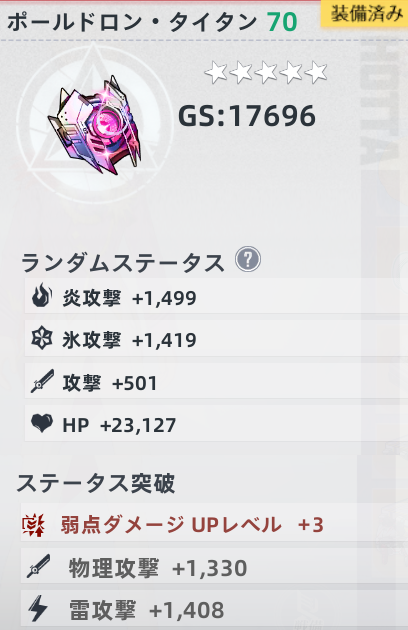 ポールドロン・タイタン 70
装備済み
GS:17696
ランダムステータス ?
炎攻撃 +1,499
氷攻撃 +1,419
攻撃 +501
HP +23,127
ステータス突破
弱点ダメージ UPレベル +3
物理攻撃 +1,330
雷攻撃 +1,408
HOTTA